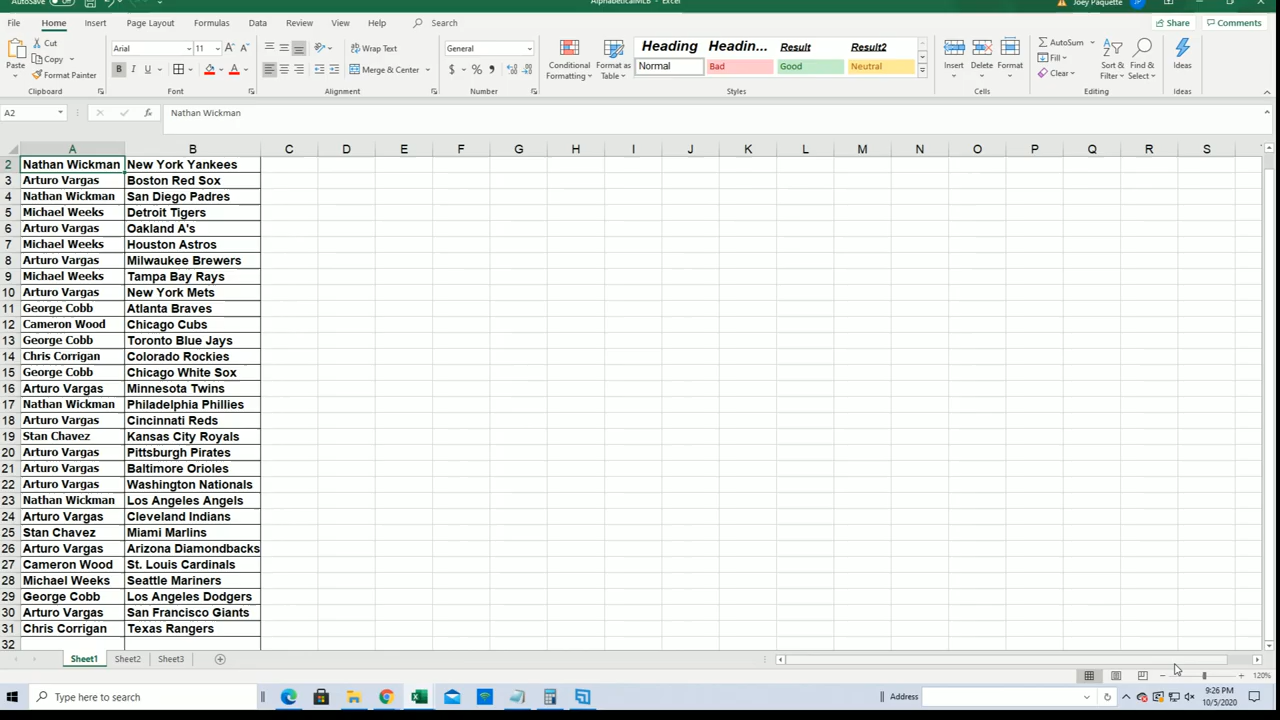 AutoSave AlphabeticalMLB - Excel Joey Paquette JP
File Home Insert Page Layout Formulas Data Review View Help Search Share Comments
Cut
Copy
Format Painter
Paste
Arial 11
Wrap Text
Merge & Center
General
Conditional Formatting
Format as Table
Heading Headin... Result Result2
Normal Bad Good Neutral
Insert Delete Format
AutoSum
Fill
Clear
Sort & Filter
Find & Select
Ideas
Clipboard Font Alignment Number Styles Cells Editing Ideas
A2 fx Nathan Wickman
A B C D E F G H I J K L M N O P Q R S
2 Nathan Wickman New York Yankees
3 Arturo Vargas Boston Red Sox
4 Nathan Wickman San Diego Padres
5 Michael Weeks Detroit Tigers
6 Arturo Vargas Oakland A's
7 Michael Weeks Houston Astros
8 Arturo Vargas Milwaukee Brewers
9 Michael Weeks Tampa Bay Rays
10 Arturo Vargas New York Mets
11 George Cobb Atlanta Braves
12 Cameron Wood Chicago Cubs
13 George Cobb Toronto Blue Jays
14 Chris Corrigan Colorado Rockies
15 George Cobb Chicago White Sox
16 Arturo Vargas Minnesota Twins
17 Nathan Wickman Philadelphia Phillies
18 Arturo Vargas Cincinnati Reds
19 Stan Chavez Kansas City Royals
20 Arturo Vargas Pittsburgh Pirates
21 Arturo Vargas Baltimore Orioles
22 Arturo Vargas Washington Nationals
23 Nathan Wickman Los Angeles Angels
24 Arturo Vargas Cleveland Indians
25 Stan Chavez Miami Marlins
26 Arturo Vargas Arizona Diamondbacks
27 Cameron Wood St. Louis Cardinals
28 Michael Weeks Seattle Mariners
29 George Cobb Los Angeles Dodgers
30 Arturo Vargas San Francisco Giants
31 Chris Corrigan Texas Rangers
32
Sheet1 Sheet2 Sheet3
120%
Type here to search Address 9:26 PM
10/5/2020